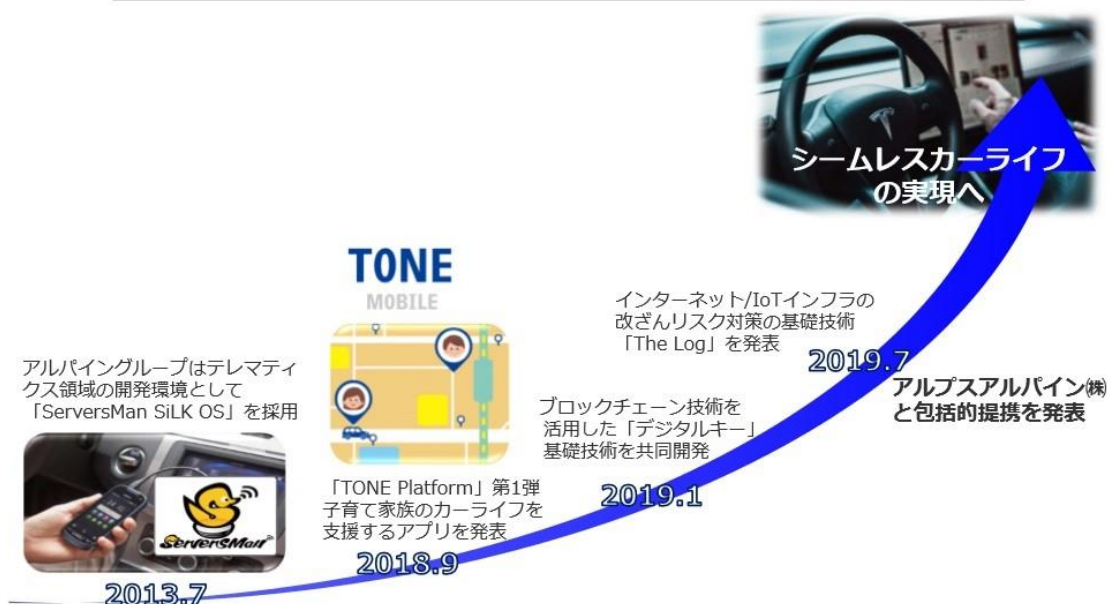 シームレスカーライフ
の実現へ
TONE
MOBILE
インターネット/IoTインフラの
改ざんリスク対策の基礎技術
「The Log」を発表
2019.7
アルプスアルパイン㈱
と包括的提携を発表
アルパイングループはテレマティ
クス領域の開発環境として
「ServersMan SiLK OS」を採用
ブロックチェーン技術を
活用した「デジタルキー」
基礎技術を共同開発
2019.1
ServersMan
「TONE Platform」第1弾
子育て家族のカーライフを
支援するアプリを発表
2018.9
2013.7